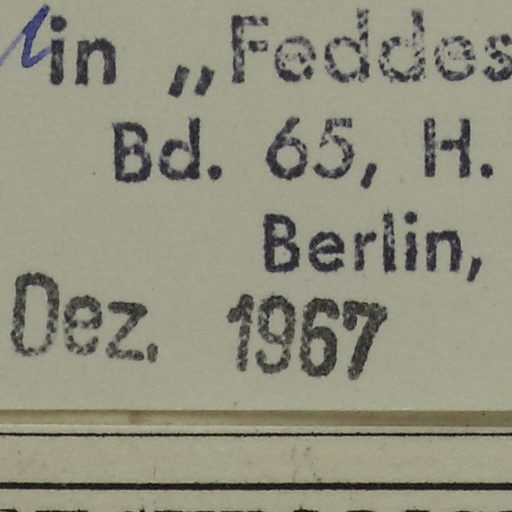 in „Feddes
Bd. 65, H.
Berlin,
Dez. 1967